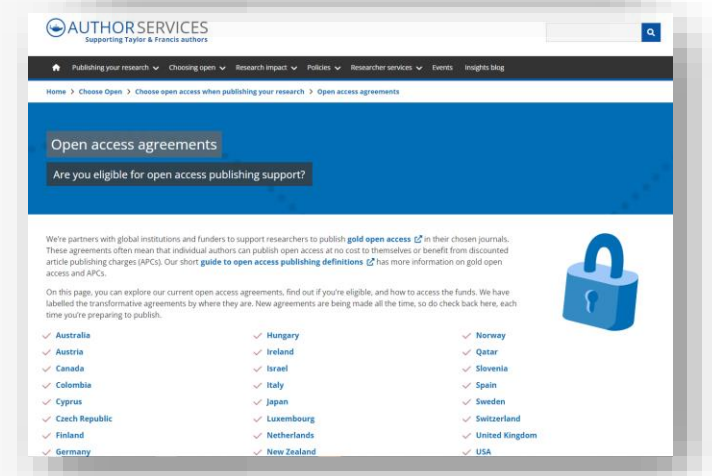 AUTHOR SERVICES
Supporting Taylor & Francis authors
Publishing your research Choosing open Research impact Policies Researcher services Events Insights blog
Home > Choose Open > Choose open access when publishing your research > Open access agreements
Open access agreements
Are you eligible for open access publishing support?
We're partners with global institutions and funders to support researchers to publish gold open access in their chosen journals.
These agreements often mean that individual authors can publish open access at no cost to themselves or benefit from discounted
article publishing charges (APCs). Our short guide to open access publishing definitions has more information on gold open
access and APCs.
On this page, you can explore our current open access agreements, find out if you're eligible, and how to access the funds. We have
labelled the transformative agreements by where they are. New agreements are being made all the time, so do check back here, each
time you're preparing to publish.
Australia
Austria
Canada
Colombia
Cyprus
Czech Republic
Finland
Germany
Hungary
Ireland
Israel
Italy
Japan
Luxembourg
Netherlands
New Zealand
Norway
Qatar
Slovenia
Spain
Sweden
Switzerland
United Kingdom
USA